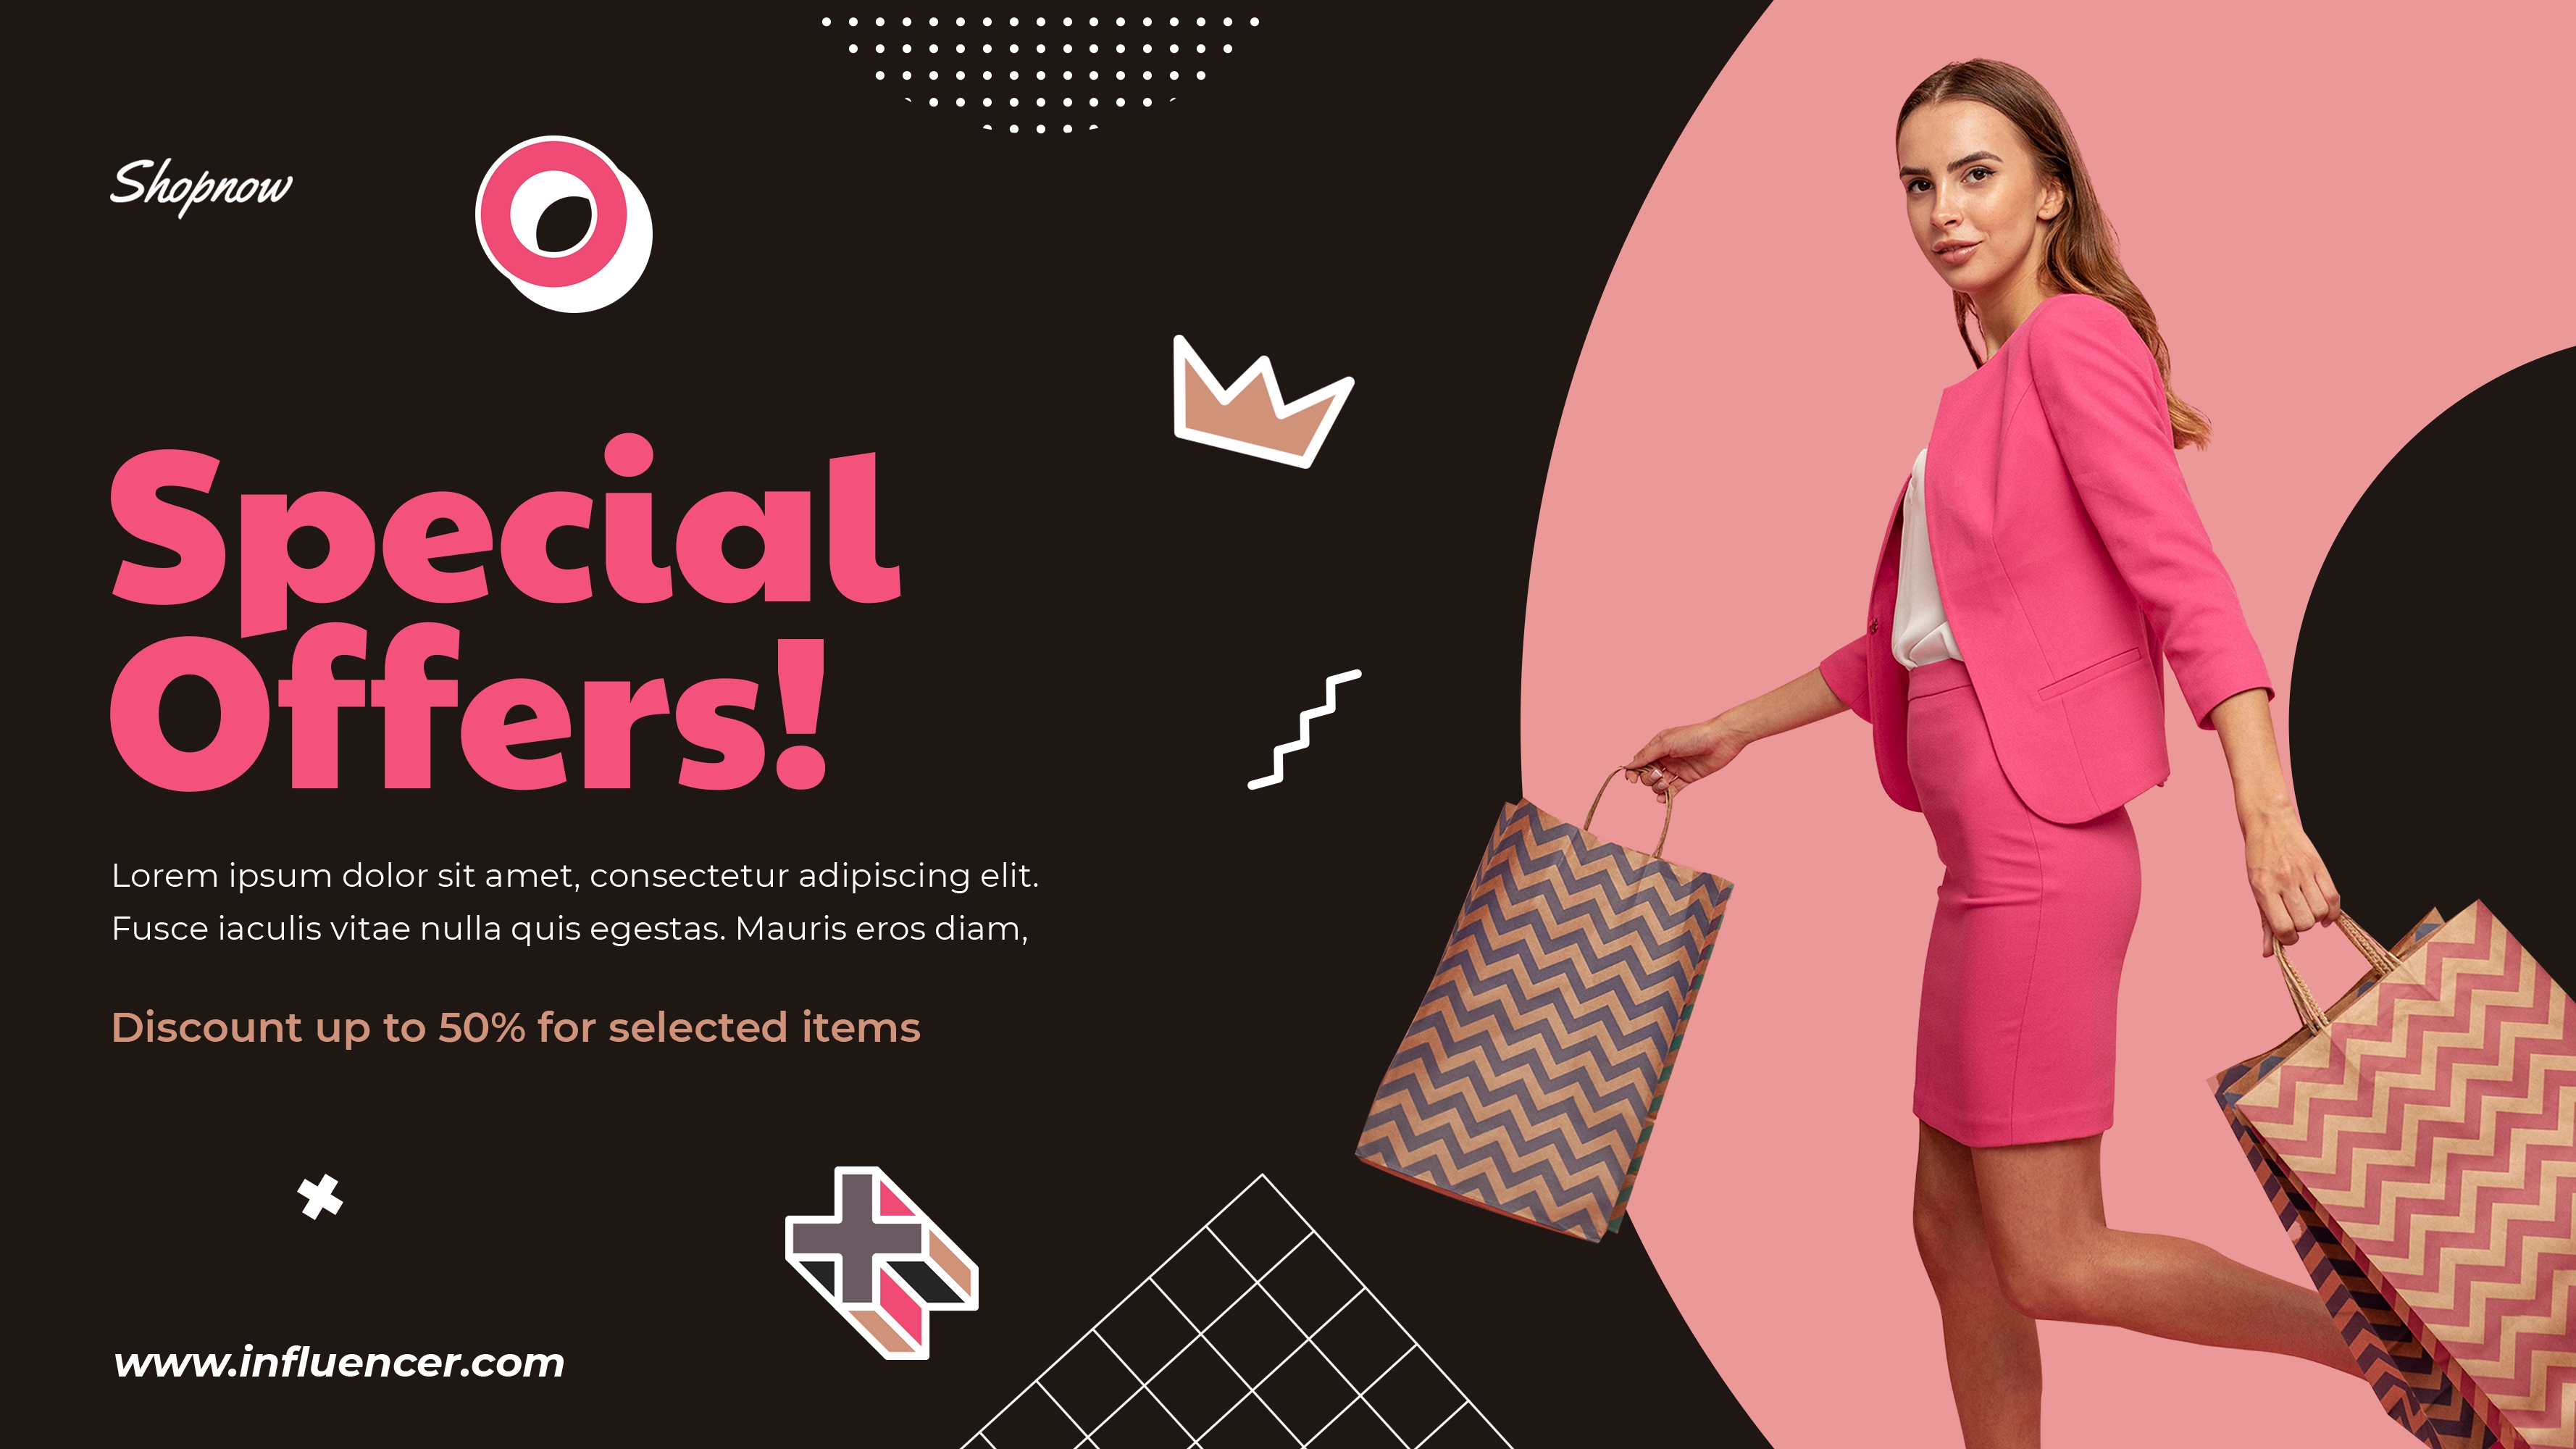 Shopnow
Special
Offers!
Lorem ipsum dolor sit amet, consectetur adipiscing elit.
Fusce iaculis vitae nulla quis egestas. Mauris eros diam,
Discount up to 50% for selected items
www.influencer.com